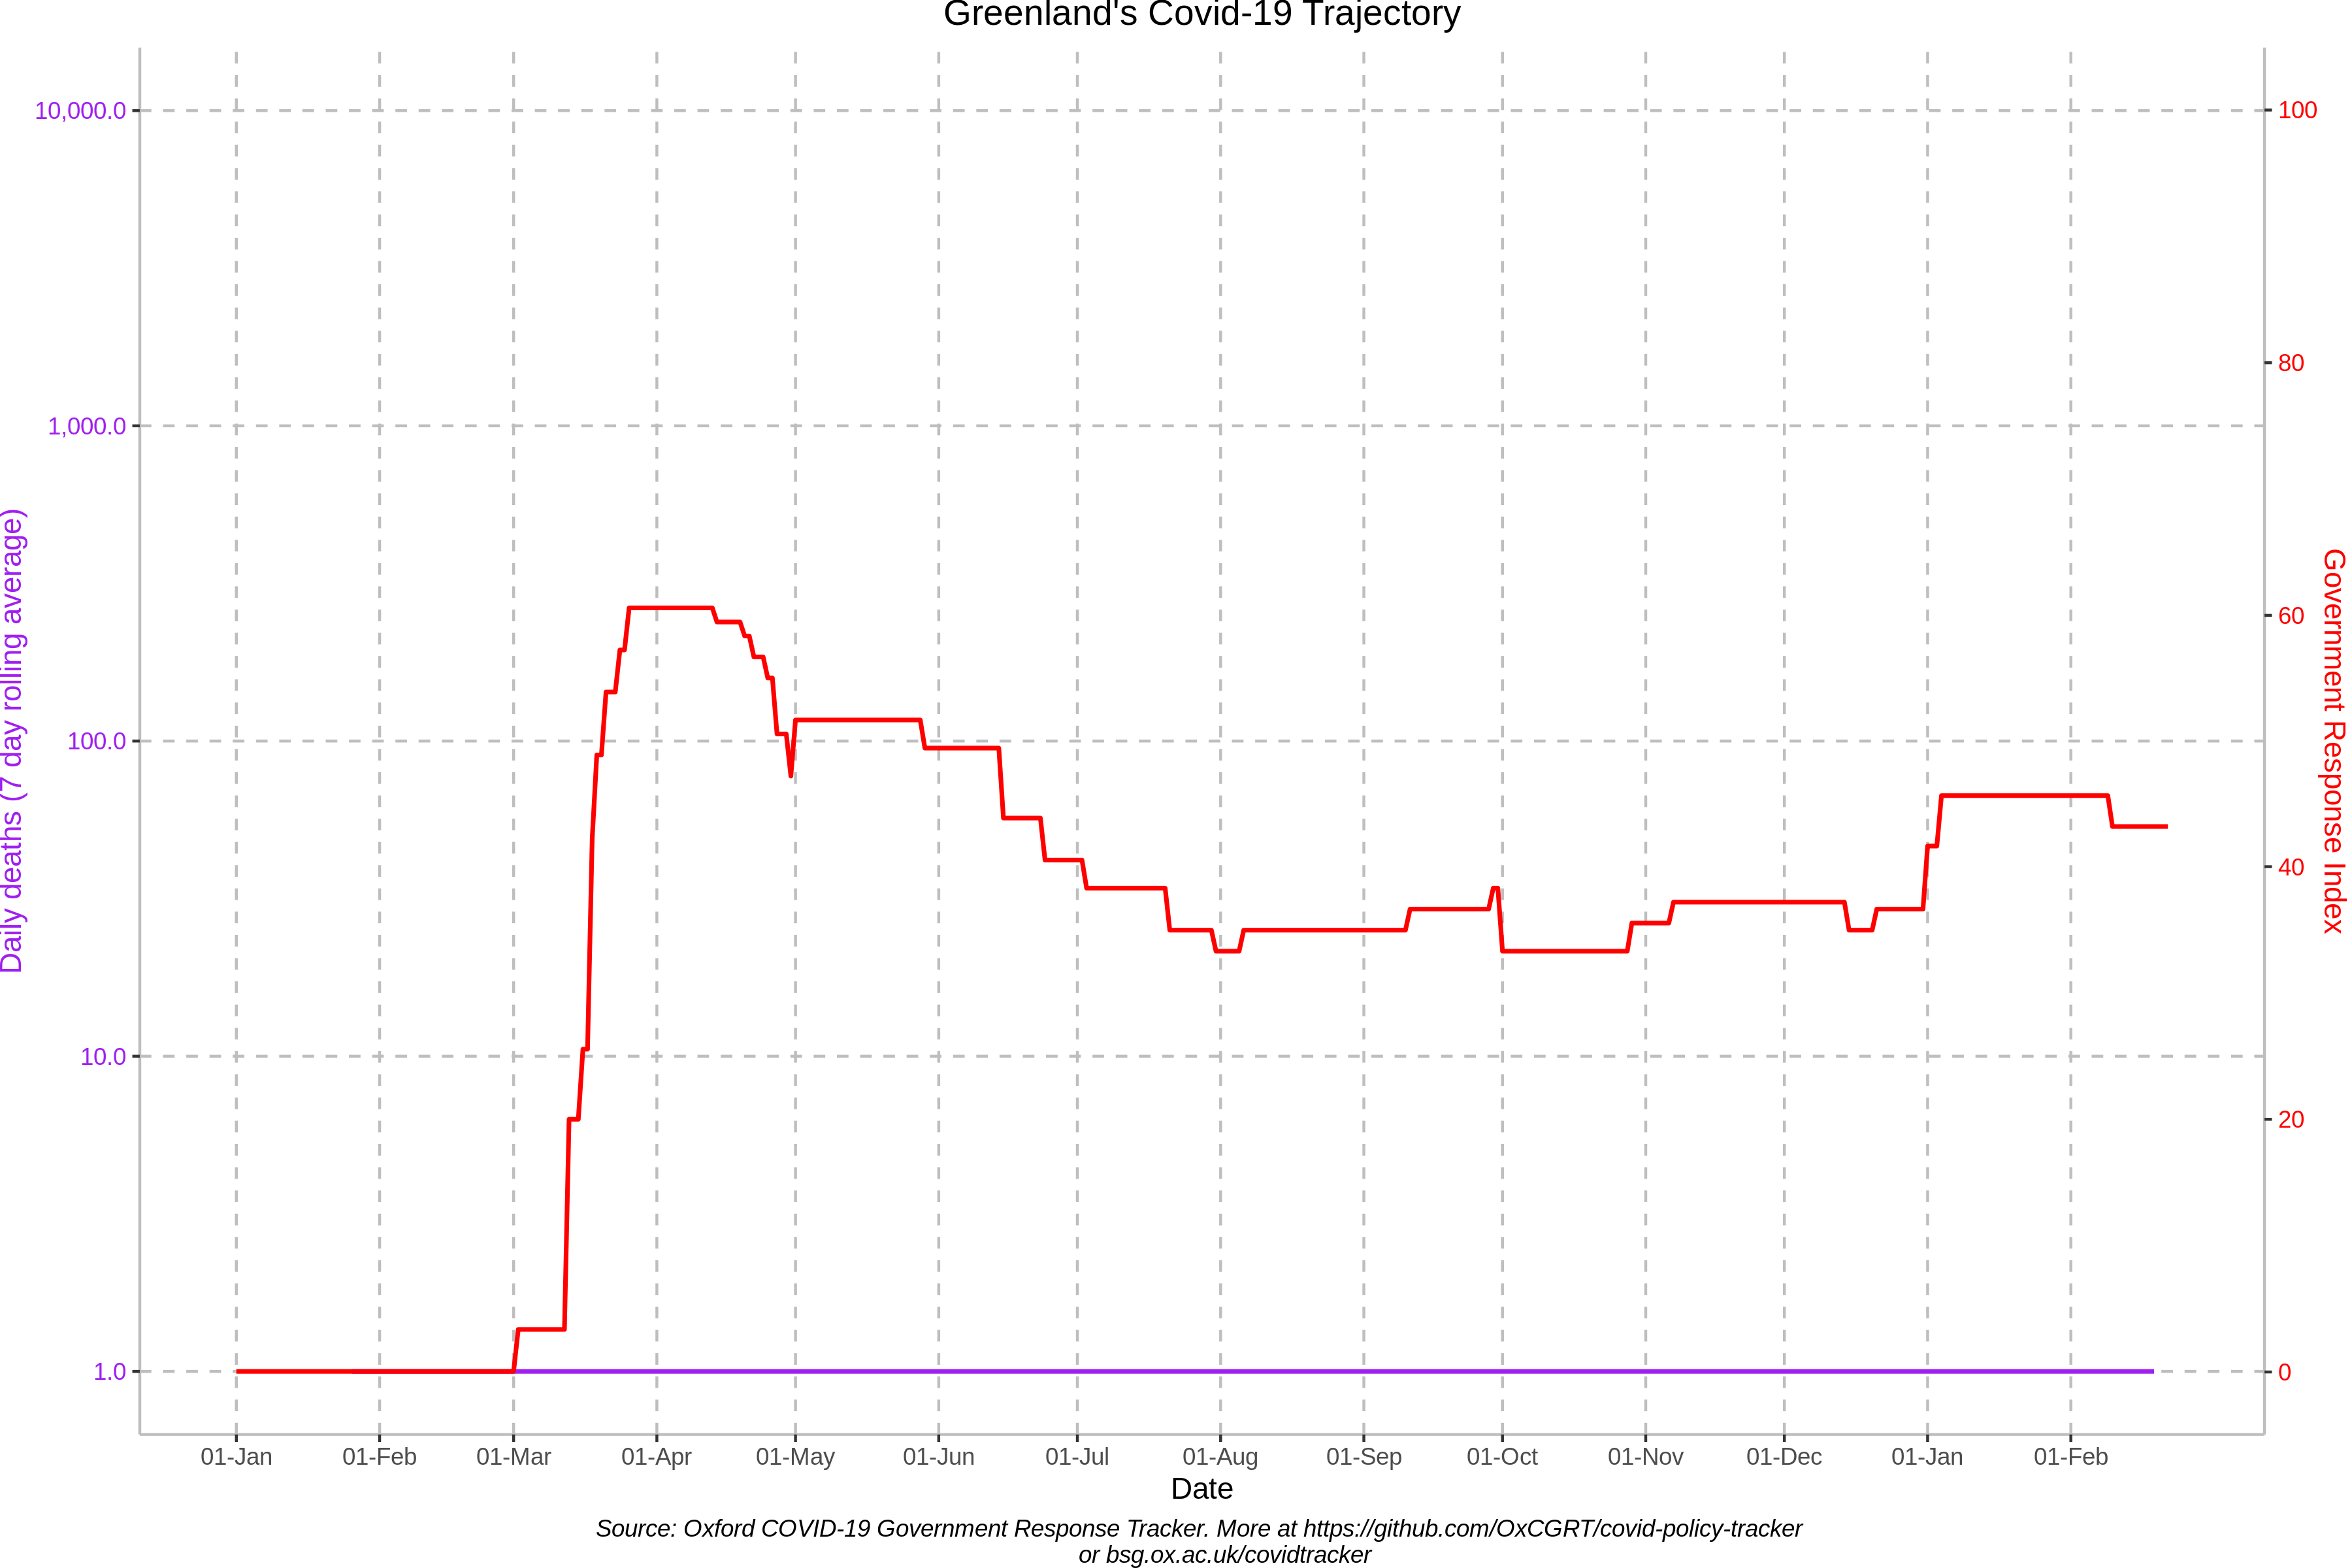 Greenland's Covid-19 Trajectory
10,000.0
1,000.0
100.0
10.0
1.0
Daily deaths (7 day rolling average)
100
80
60
40
20
0
Government Response Index
01-Jan 01-Feb 01-Mar 01-Apr 01-May 01-Jun 01-Jul 01-Aug 01-Sep 01-Oct 01-Nov 01-Dec 01-Jan 01-Feb
Date
Source: Oxford COVID-19 Government Response Tracker. More at https://github.com/OxCGRT/covid-policy-tracker
or bsg.ox.ac.uk/covidtracker